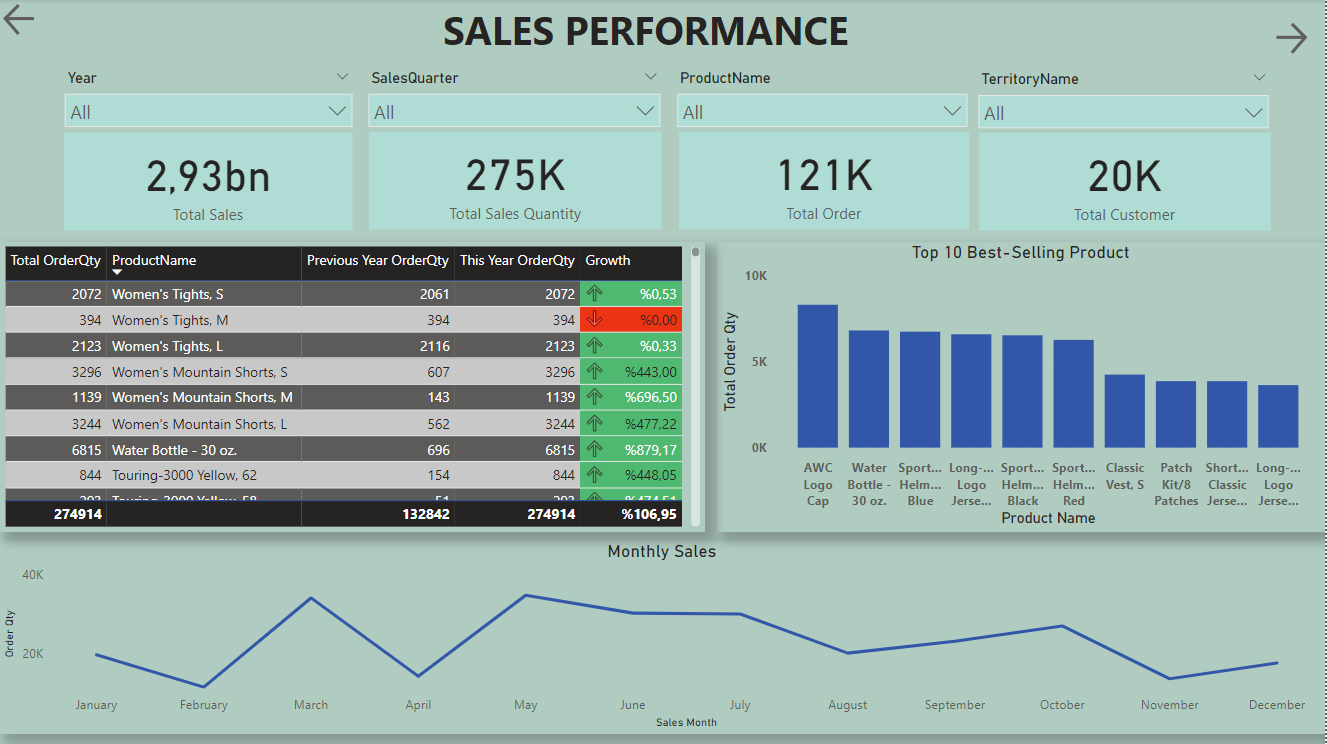 SALES PERFORMANCE
Year SalesQuarter ProductName TerritoryName
All All All All
2,93bn 275K 121K 20K
Total Sales Total Sales Quantity Total Order Total Customer
Total OrderQty ProductName Previous Year OrderQty This Year OrderQty Growth
2072 Women's Tights, S 2061 2072 %0,53
394 Women's Tights, M 394 394 %0,00
2123 Women's Tights, L 2116 2123 %0,33
3296 Women's Mountain Shorts, S 607 3296 %443,00
1139 Women's Mountain Shorts, M 143 1139 %696,50
3244 Women's Mountain Shorts, L 562 3244 %477,22
6815 Water Bottle - 30 oz. 696 6815 %879,17
844 Touring-3000 Yellow, 62 154 844 %448,05
274914 132842 274914 %106,95
Top 10 Best-Selling Product
Total Order Qty
10K
5K
0K
AWC Water Sport... Long-... Sport... Sport... Classic Patch Short... Long-...
Logo Bottle - Helm... Logo Helm... Helm... Vest, S Kit/8 Classic Logo
Cap 30 oz. Blue Jerse... Black Red Patches Jerse... Jerse...
Product Name
Monthly Sales
Order Qty
40K
20K
January February March April May June July August September October November December
Sales Month